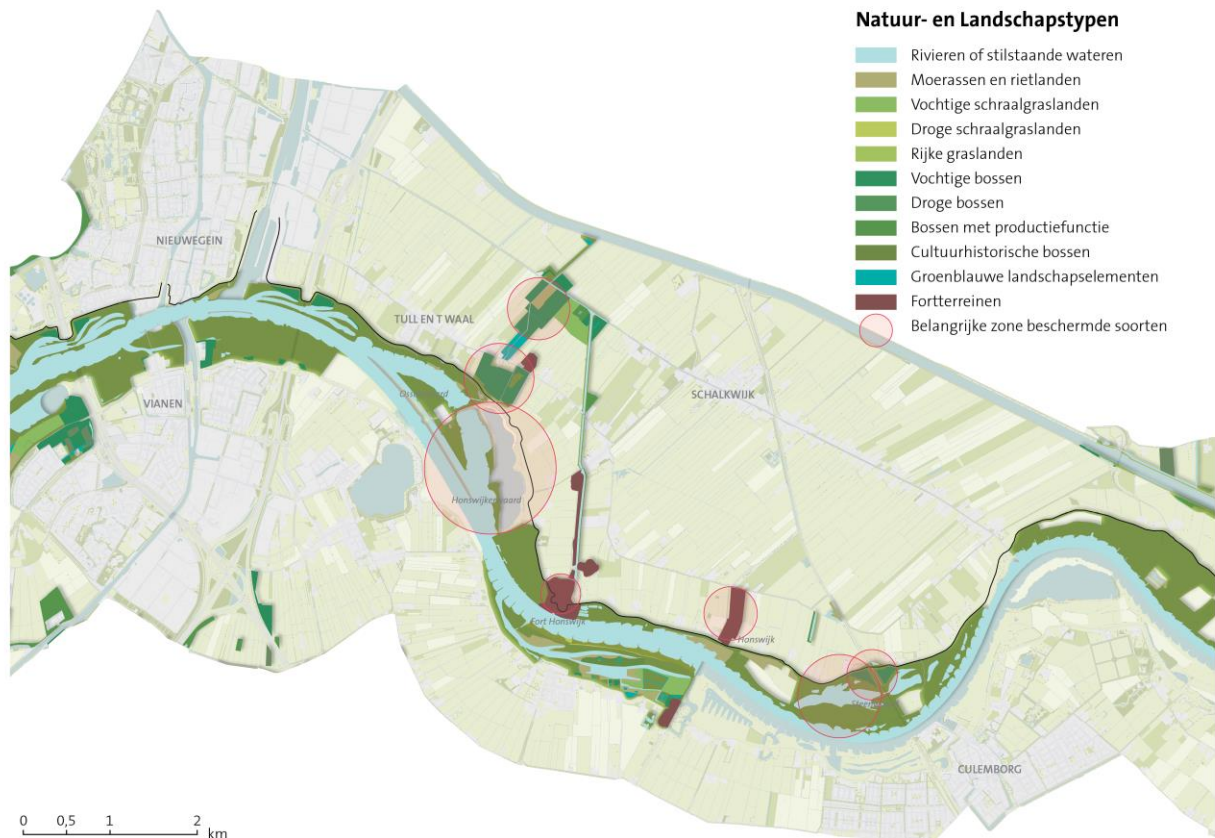 Natuur- en Landschapstypen
Rivieren of stilstaande wateren
Moerassen en rietlanden
Vochtige schraalgraslanden
Droge schraalgraslanden
Rijke graslanden
Vochtige bossen
Droge bossen
Bossen met productiefunctie
Cultuurhistorische bossen
Groenblauwe landschapselementen
Fortterreinen
Belangrijke zone beschermde soorten
NIEUWEGEIN
TULL EN T WAAL
SCHALKWIJK
VIANEN
Honswijkerwaard
Fort Honswijk
Honswijk
CULEMBORG
0 0,5 1 2
km